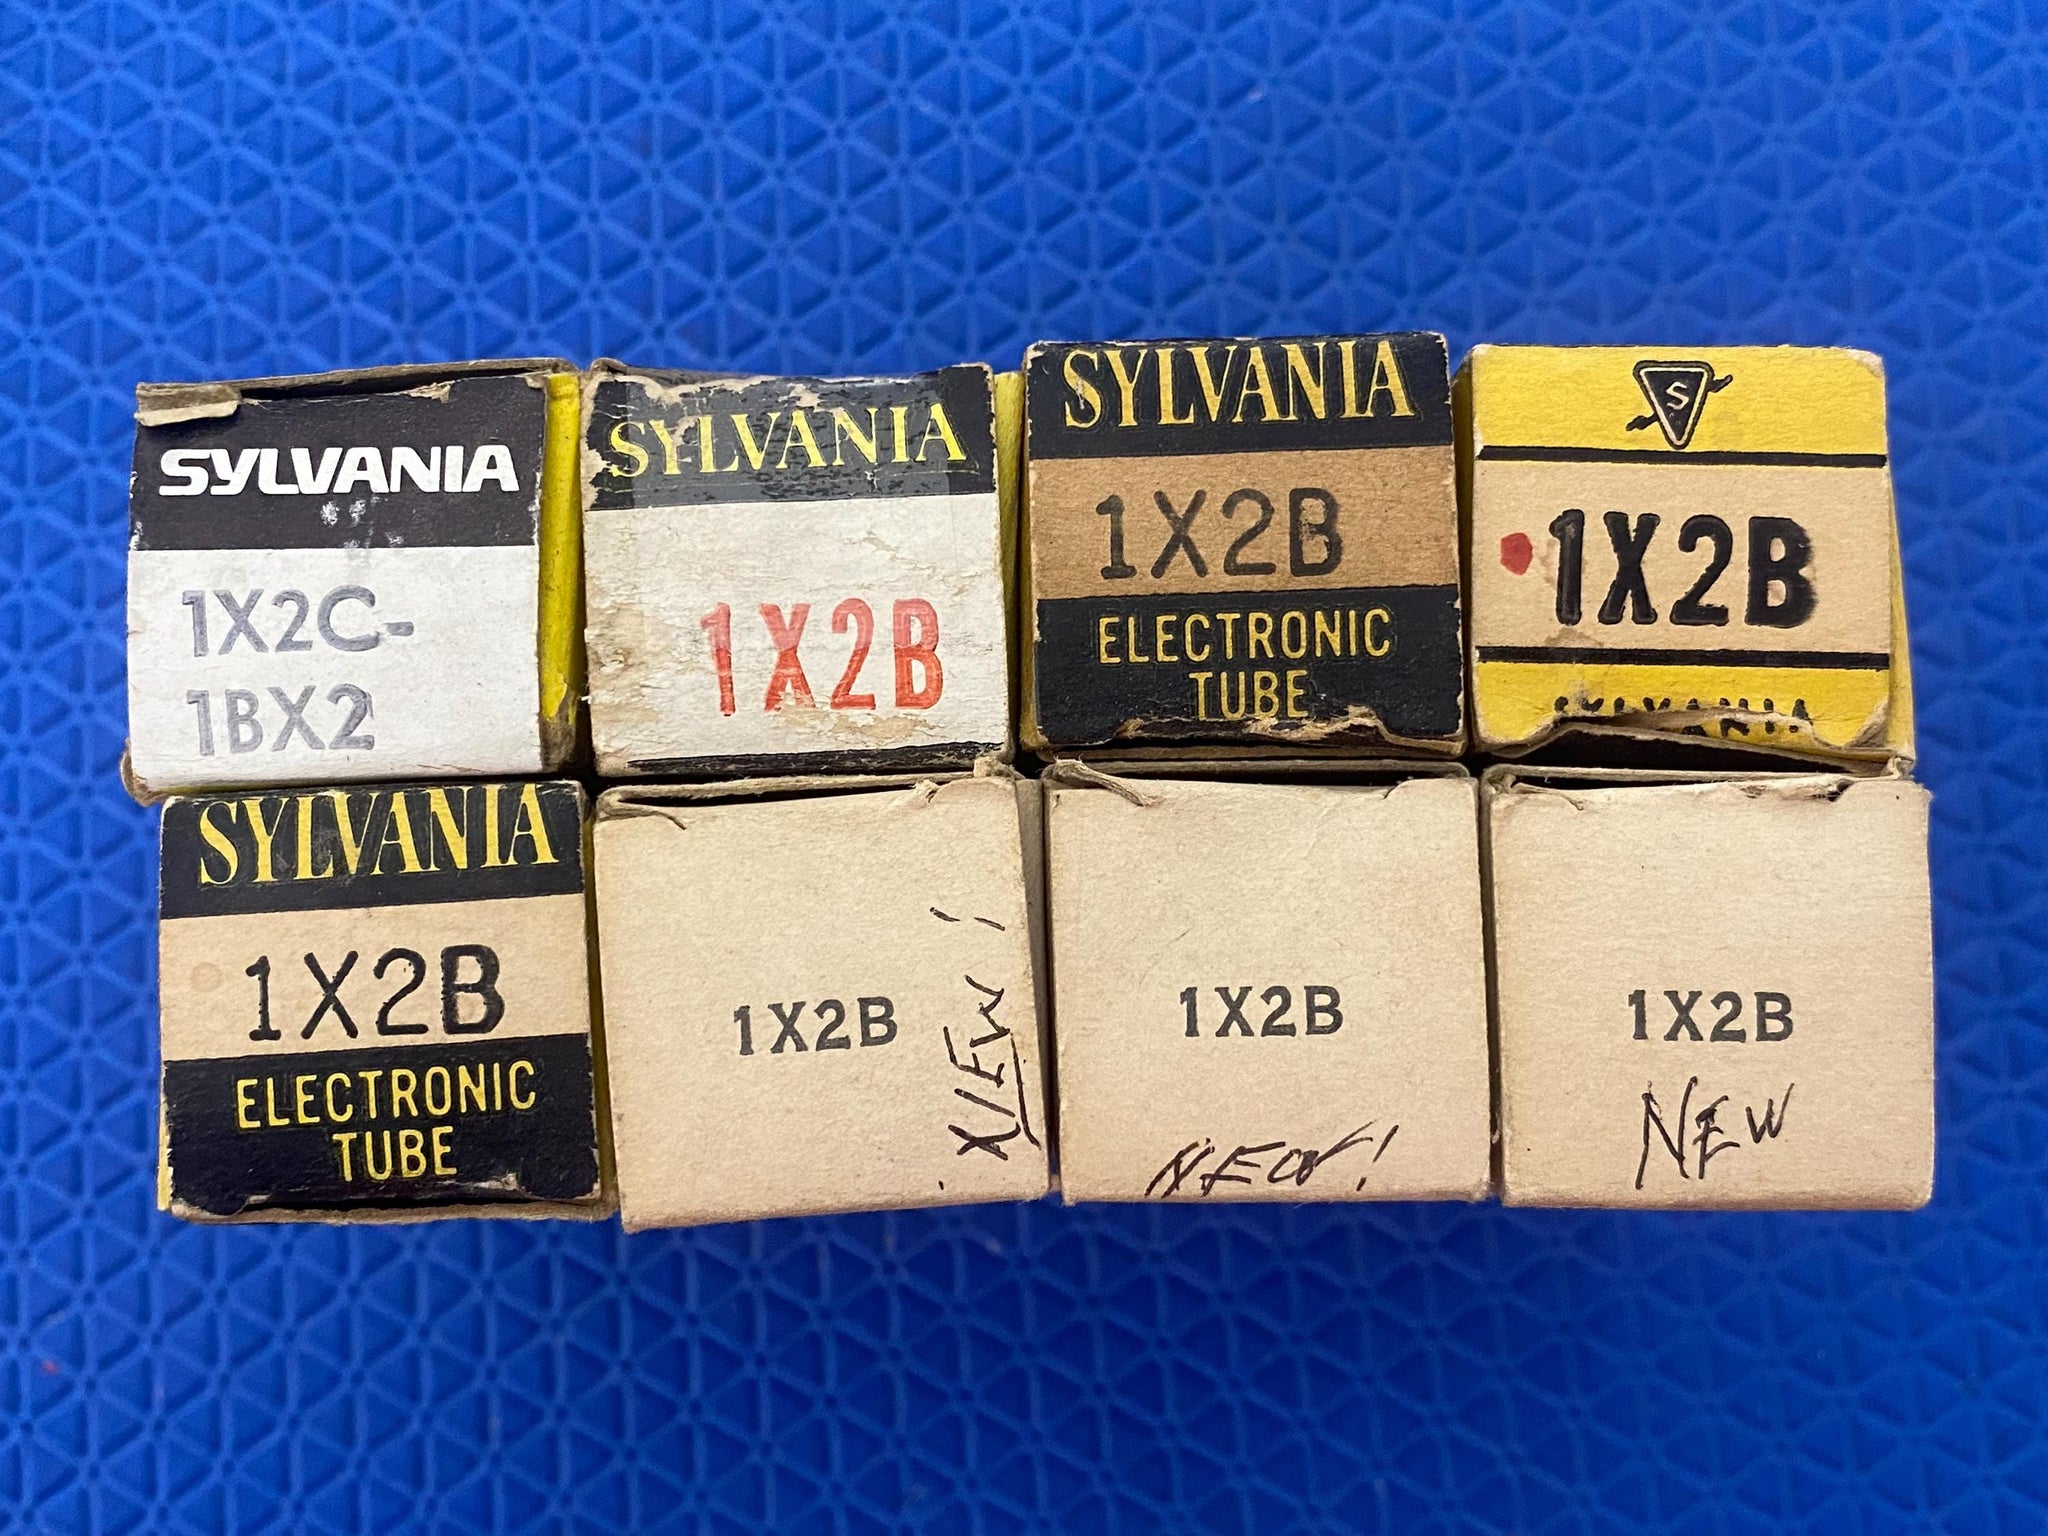 SYLVANIA
1X2C-
1BX2
SYLVANIA
1X2B
SYLVANIA
1X2B
ELECTRONIC
TUBE
S
1X2B
SYLVANIA
SYLVANIA
1X2B
ELECTRONIC
TUBE
1X2B
NEW!
1X2B
NEW!
1X2B
NEW